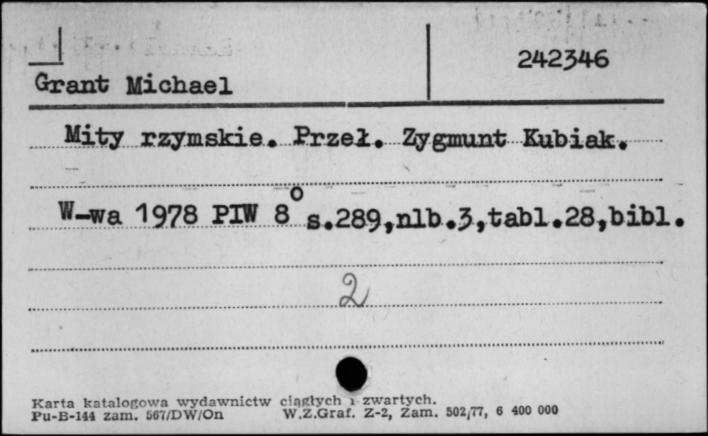 242346
Grant Michael
Mity rzymskie. Przeł. Zygmunt Kubiak.
W-wa 1978 PIW 8° s.289,nlb.3,tabl.28,bibl.
2
Karta katalogowa wydawnictw ciągłych i zwartych.
Pu-B-144 zam. 567/DW/On W.Z.Graf. Z-2, Zam. 502/77, 6 400 000